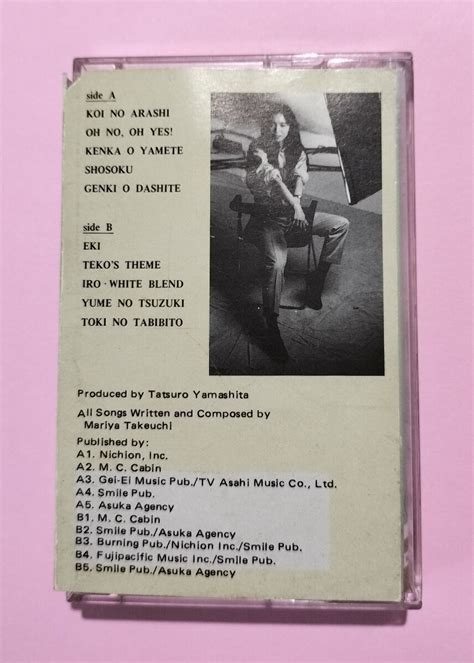 side A
KOI NO ARASHI
OH NO, OH YES!
KENKA O YAMETE
SHOSOKU
GENKI O DASHITE
side B
EKI
TEKO'S THEME
IRO·WHITE BLEND
YUME NO TSUZUKI
TOKI NO TABIBITO
Produced by Tatsuro Yamashita
All Songs Written and Composed by
Mariya Takeuchi
Published by:
A1. Nichion, Inc.
A2. M. C. Cabin
A3. Gei-Ei Music Pub./TV Asahi Music Co., Ltd.
A4. Smile Pub.
A5. Asuka Agency
B1. M. C. Cabin
B2. Smile Pub./Asuka Agency
B3. Burning Pub./Nichion Inc./Smile Pub.
B4. Fujipacific Music Inc./Smile Pub.
B5. Smile Pub./Asuka Agency